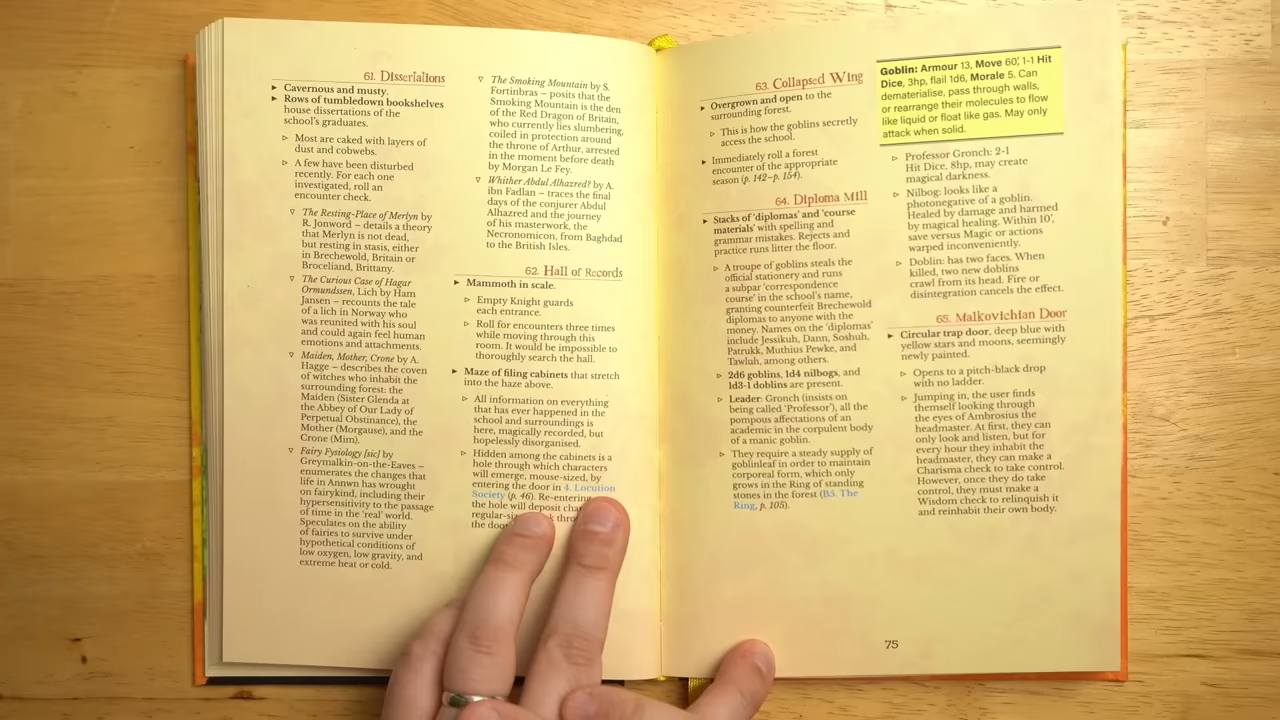 61. Dissertations
▸ Cavernous and musty.
▸ Rows of tumbledown bookshelves
house dissertations of the
school's graduates.
▹ Most are caked with layers of
dust and cobwebs.
▹ A few have been disturbed
recently. For each one
investigated, roll an
encounter check.
▿ The Resting-Place of Merlyn by
R. Jonword – details a theory
that Merlyn is not dead,
but resting in stasis, either
in Brechewold, Britain or
Broceliand, Brittany.
▿ The Curious Case of Hagar
Ormundssen, Lich by Ham
Jansen – recounts the tale
of a lich in Norway who
was reunited with his soul
and could again feel human
emotions and attachments.
▿ Maiden, Mother, Crone by A.
Hagge – describes the coven
of witches who inhabit the
surrounding forest: the
Maiden (Sister Glenda at
the Abbey of Our Lady of
Perpetual Obstinance), the
Mother (Morgause), and the
Crone (Mim).
▿ Fairy Fysiology [sic] by
Greymalkin-on-the-Eaves –
enumerates the changes that
life in Annwn has wrought
on fairykind, including their
hypersensitivity to the passage
of time in the 'real' world.
Speculates on the ability
of fairies to survive under
hypothetical conditions of
low oxygen, low gravity, and
extreme heat or cold.
▿ The Smoking Mountain by S.
Fortinbras – posits that the
Smoking Mountain is the den
of the Red Dragon of Britain,
who currently lies slumbering,
coiled in protection around
the throne of Arthur, arrested
in the moment before death
by Morgan Le Fey.
▿ Whither Abdul Alhazred? by A.
ibn Fadlan – traces the final
days of the conjurer Abdul
Alhazred and the journey
of his masterwork, the
Necronomicon, from Baghdad
to the British Isles.
62. Hall of Records
▸ Mammoth in scale.
▹ Empty Knight guards
each entrance.
▹ Roll for encounters three times
while moving through this
room. It would be impossible to
thoroughly search the hall.
▸ Maze of filing cabinets that stretch
into the haze above.
▹ All information on everything
that has ever happened in the
school and surroundings is
here, magically recorded, but
hopelessly disorganised.
▹ Hidden among the cabinets is a
hole through which characters
will emerge, mouse-sized, by
entering the door in 4. Locution
Society (p. 46). Re-entering
the hole will deposit
the
63. Collapsed Wing
▸ Overgrown and open to the
surrounding forest.
▹ This is how the goblins secretly
access the school.
▸ Immediately roll a forest
encounter of the appropriate
season (p. 142–p. 154).
64. Diploma Mill
▸ Stacks of 'diplomas' and 'course
materials' with spelling and
grammar mistakes. Rejects and
practice runs litter the floor.
▹ A troupe of goblins steals the
official stationery and runs
a subpar 'correspondence
course' in the school's name,
granting counterfeit Brechewold
diplomas to anyone with the
money. Names on the 'diplomas'
include Jessikuh, Dann, Soshuh,
Patrukk, Muthius Pewke, and
Tawluh, among others.
▹ 2d6 goblins, 1d4 nilbogs, and
1d3-1 doblins are present.
▹ Leader: Gronch (insists on
being called 'Professor'), all the
pompous affectations of an
academic in the corpulent body
of a manic goblin.
▹ They require a steady supply of
goblinleaf in order to maintain
corporeal form, which only
grows in the Ring of standing
stones in the forest (B5. The
Ring, p. 105).
Goblin: Armour 13, Move 60', 1-1 Hit
Dice, 3hp, flail 1d6, Morale 5. Can
dematerialise, pass through walls,
or rearrange their molecules to flow
like liquid or float like gas. May only
attack when solid.
▹ Professor Gronch: 2-1
Hit Dice, 8hp, may create
magical darkness.
▹ Nilbog: looks like a
photonegative of a goblin.
Healed by damage and harmed
by magical healing. Within 10',
save versus Magic or actions
warped inconveniently.
▹ Doblin: has two faces. When
killed, two new doblins
crawl from its head. Fire or
disintegration cancels the effect.
65. Malkovichian Door
▸ Circular trap door, deep blue with
yellow stars and moons, seemingly
newly painted.
▹ Opens to a pitch-black drop
with no ladder.
▹ Jumping in, the user finds
themself looking through
the eyes of Ambrosius the
headmaster. At first, they can
only look and listen, but for
every hour they inhabit the
headmaster, they can make a
Charisma check to take control.
However, once they do take
control, they must make a
Wisdom check to relinquish it
and reinhabit their own body.
75